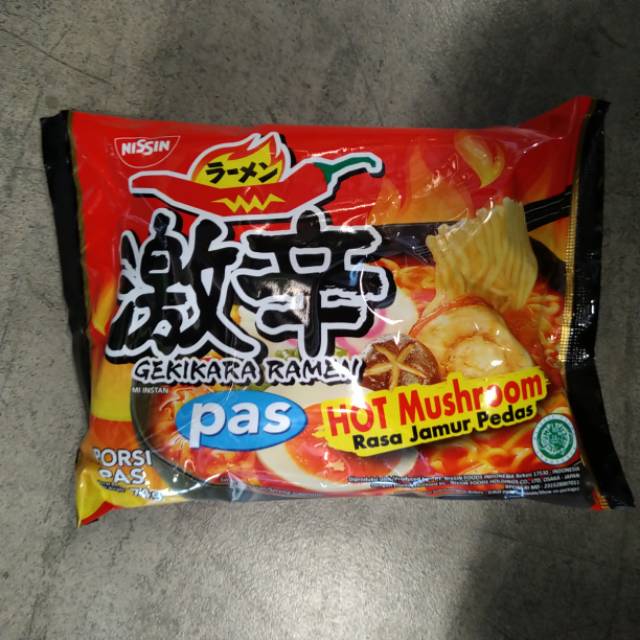 NISSIN
ラーメン
激辛
GEKIKARA RAMEN
MI INSTAN
pas
HOT Mushroom
Rasa Jamur Pedas
PORSI
PAS